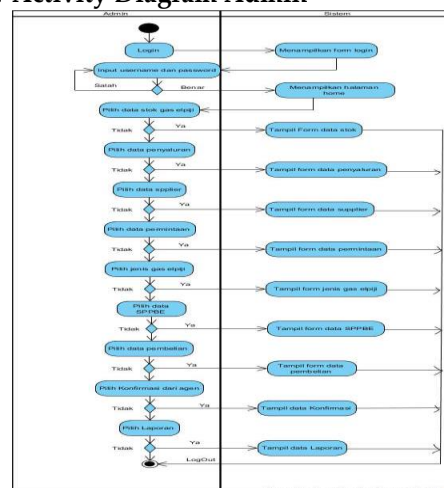 Activity Diagram Admin
Admin
Sistem
Login
Menampilkan form login
Input username dan password
Salah
Benar
Menampilkan halaman home
Pilih data stok gas elpiji
Tidak
Ya
Tampil Form data stok
Pilih data penyaluran
Tidak
Ya
Tampil form data penyaluran
Pilih data spplier
Tidak
Ya
Tampil form data supplier
Pilih data permintaan
Tidak
Ya
Tampil form data permintaan
Pilih jenis gas elpiji
Tidak
Ya
Tampil form jenis gas elpiji
Pilih data
SPPBE
Tidak
Ya
Tampil form data SPPBE
Pilih data pembelian
Tidak
Ya
Tampil form data
pembelian
Pilih Konfirmasi dari agen
Tidak
Ya
Tampil data Konfirmasi
Pilih Laporan
Tidak
Ya
Tampil data Laporan
LogOut